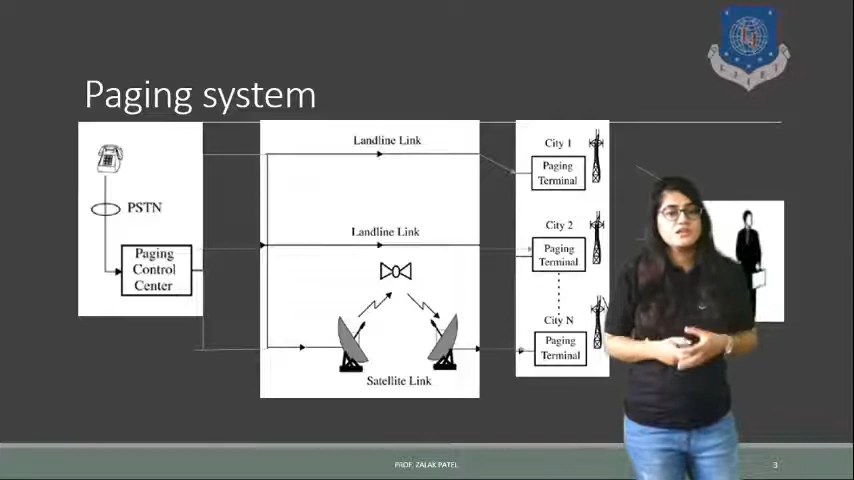 Paging system
PSTN
Paging
Control
Center
Landline Link
Landline Link
Satellite Link
City 1
Paging
Terminal
City 2
Paging
Terminal
City N
Paging
Terminal
PROF. ZALAK PATEL
3